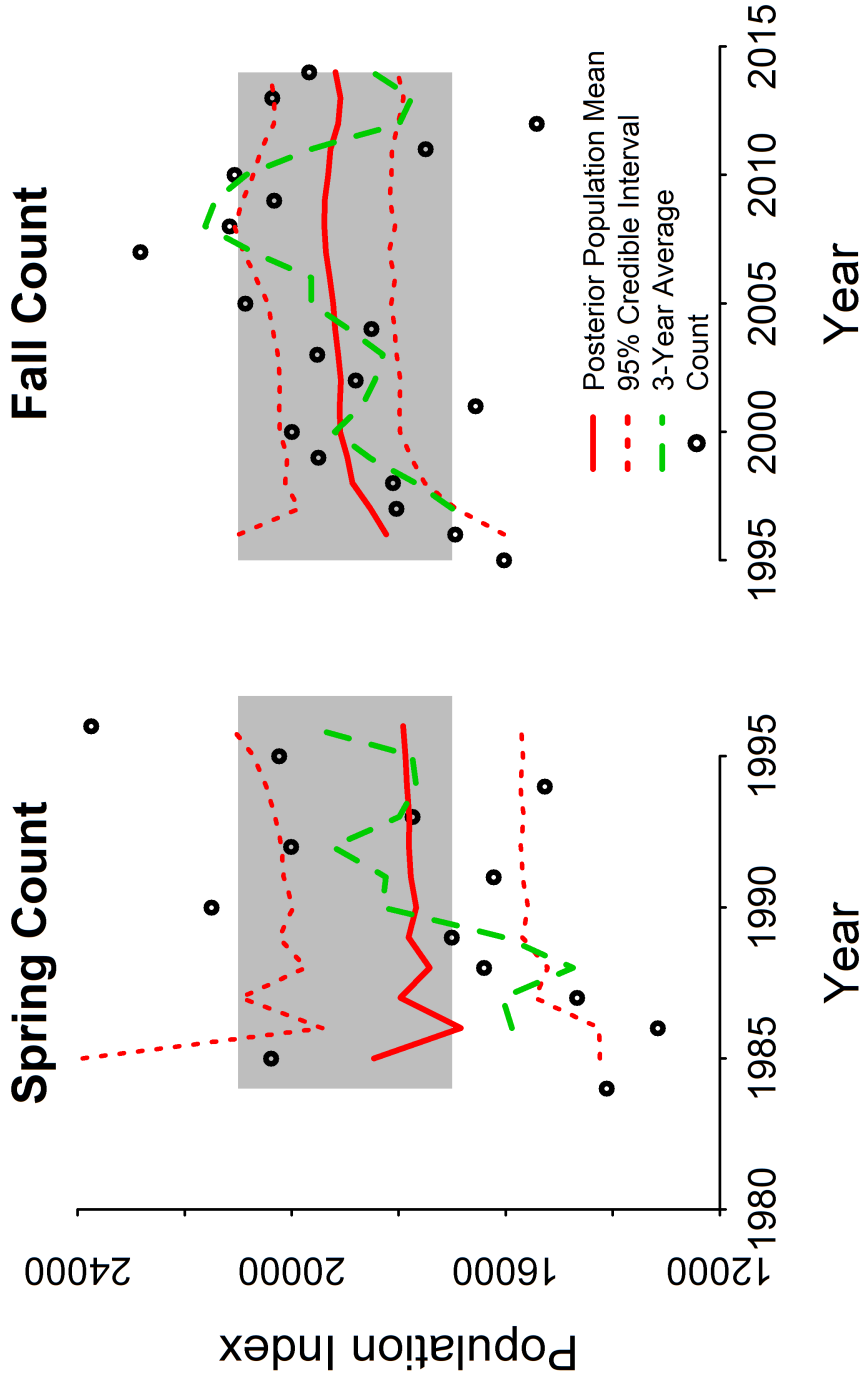 Spring Count
Fall Count
Population Index
24000
20000
16000
12000
1980
1985
1990
1995
Year
1995
2000
2005
2010
2015
Year
Posterior Population Mean
95% Credible Interval
3-Year Average
Count